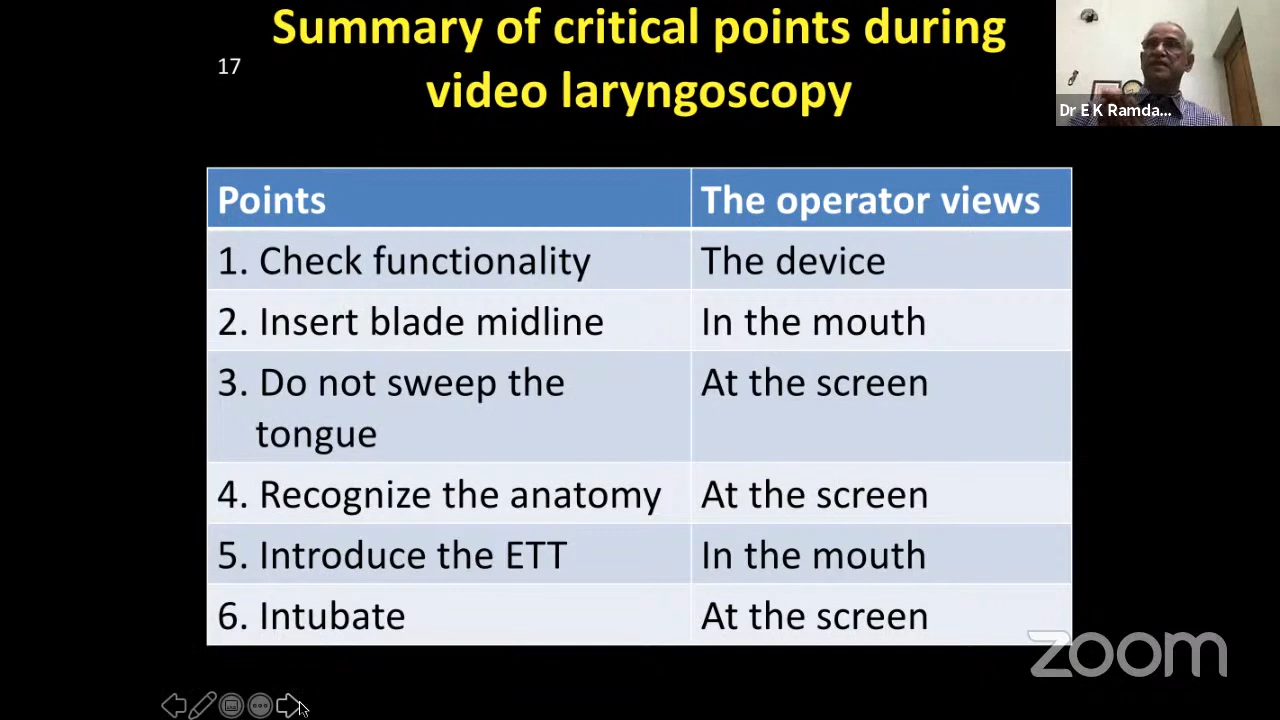 Summary of critical points during
video laryngoscopy
17
Dr E K Ramda...
Points The operator views
1. Check functionality The device
2. Insert blade midline In the mouth
3. Do not sweep the At the screen
tongue
4. Recognize the anatomy At the screen
5. Introduce the ETT In the mouth
6. Intubate At the screen
zoom